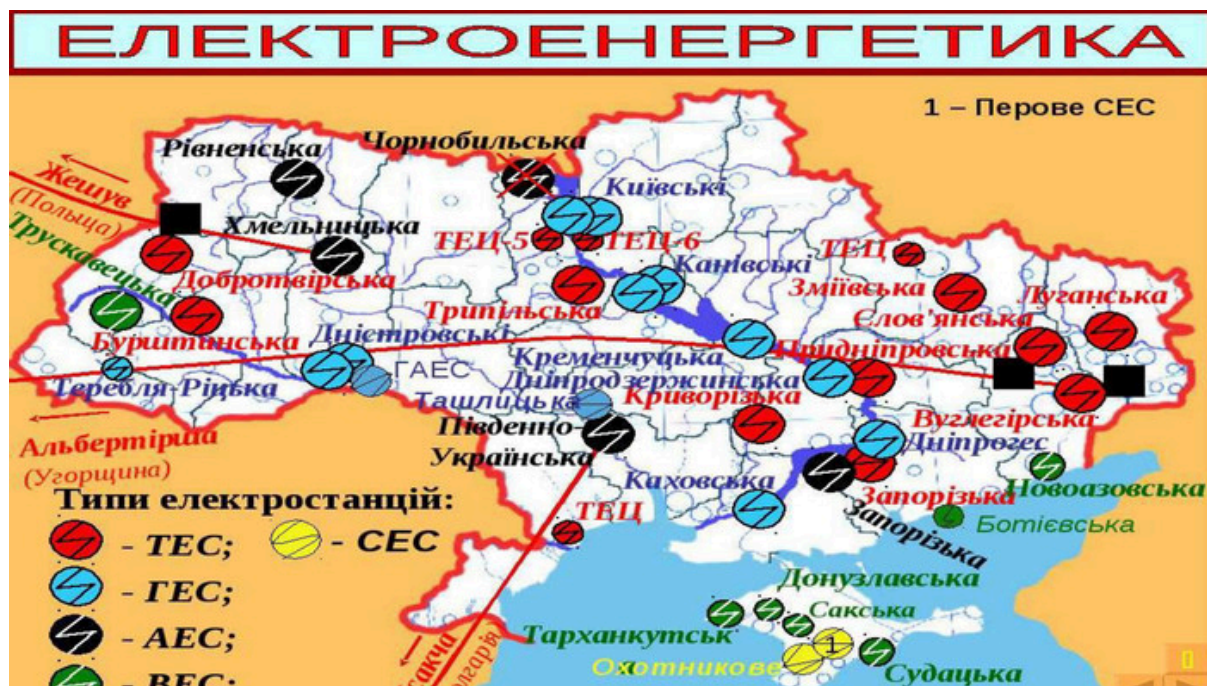 ЕЛЕКТРОЕНЕРГЕТИКА
1 – Перове СЕС
Чорнобильська
Рівненська
Жешув
(Польща)
Київські
Трускавецька
Хмельницька
ТЕЦ-5
ТЕЦ-6
ТЕЦ
Канівські
Добротвірська
Зміївська
Луганська
Трипільська
Слов'янська
Бурштинська
Дністровські
Кременчуцька
Придніпровська
ГАЕС
Теребля-Ріцька
Дніпродзержинська
Ташлицька
Криворізька
Вуглегірська
Альбертірша
(Угорщина)
Південно-
Українська
Дніпрогес
Каховська
Запорізька
Новоазовська
Типи електростанцій:
ТЕЦ
Запорізька
Ботієвська
- ТЕС;
- СЕС
- ГЕС;
Донузлавська
Сакська
- АЕС;
Тарханкутськ
а
1
Охотникове
Судацька
- ВЕС;